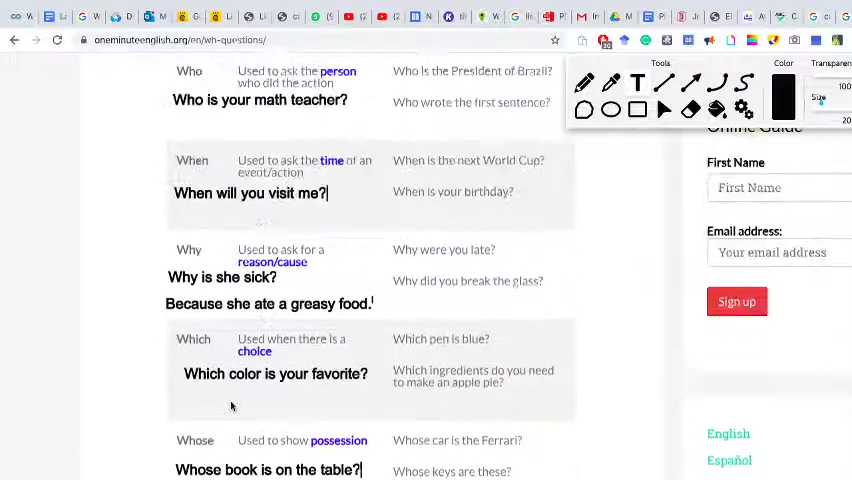 oneminuteenglish.org/en/wh-questions/
Tools
Color
Transparen
100
Size
20
Who
Used to ask the person
who did the action
Who is the President of Brazil?
Who is your math teacher?
Who wrote the first sentence?
When
Used to ask the time of an
event/action
When is the next World Cup?
When will you visit me?
When is your birthday?
Why
Used to ask for a
reason/cause
Why were you late?
Why is she sick?
Why did you break the glass?
Because she ate a greasy food.
Which
Used when there is a
choice
Which pen is blue?
Which color is your favorite?
Which ingredients do you need
to make an apple pie?
Whose
Used to show possession
Whose car is the Ferrari?
Whose book is on the table?
Whose keys are these?
Online Guide
First Name
First Name
Email address:
Your email address
Sign up
English
Español